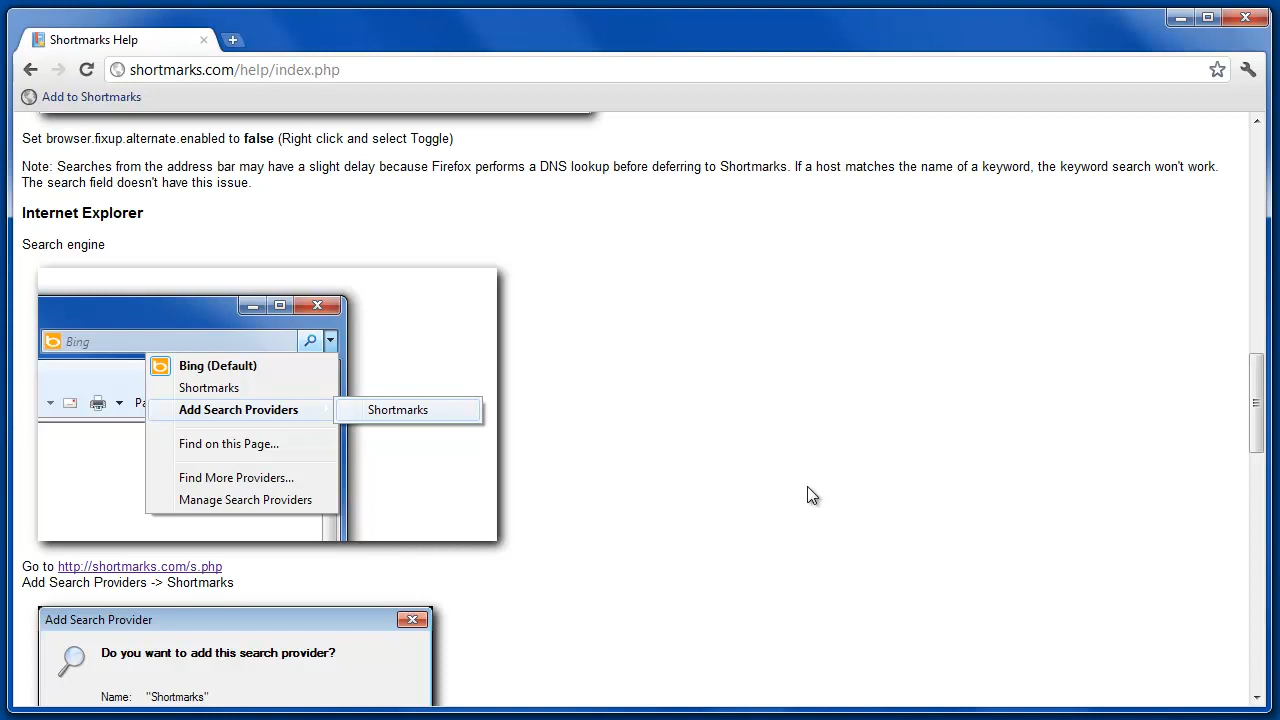 Shortmarks Help
shortmarks.com/help/index.php
Add to Shortmarks
Set browser.fixup.alternate.enabled to false (Right click and select Toggle)
Note: Searches from the address bar may have a slight delay because Firefox performs a DNS lookup before deferring to Shortmarks. If a host matches the name of a keyword, the keyword search won't work.
The search field doesn't have this issue.
Internet Explorer
Search engine
Bing
Bing (Default)
Shortmarks
Pa
Add Search Providers
Shortmarks
Find on this Page...
Find More Providers...
Manage Search Providers
Go to http://shortmarks.com/s.php
Add Search Providers -> Shortmarks
Add Search Provider
Do you want to add this search provider?
Name: "Shortmarks"